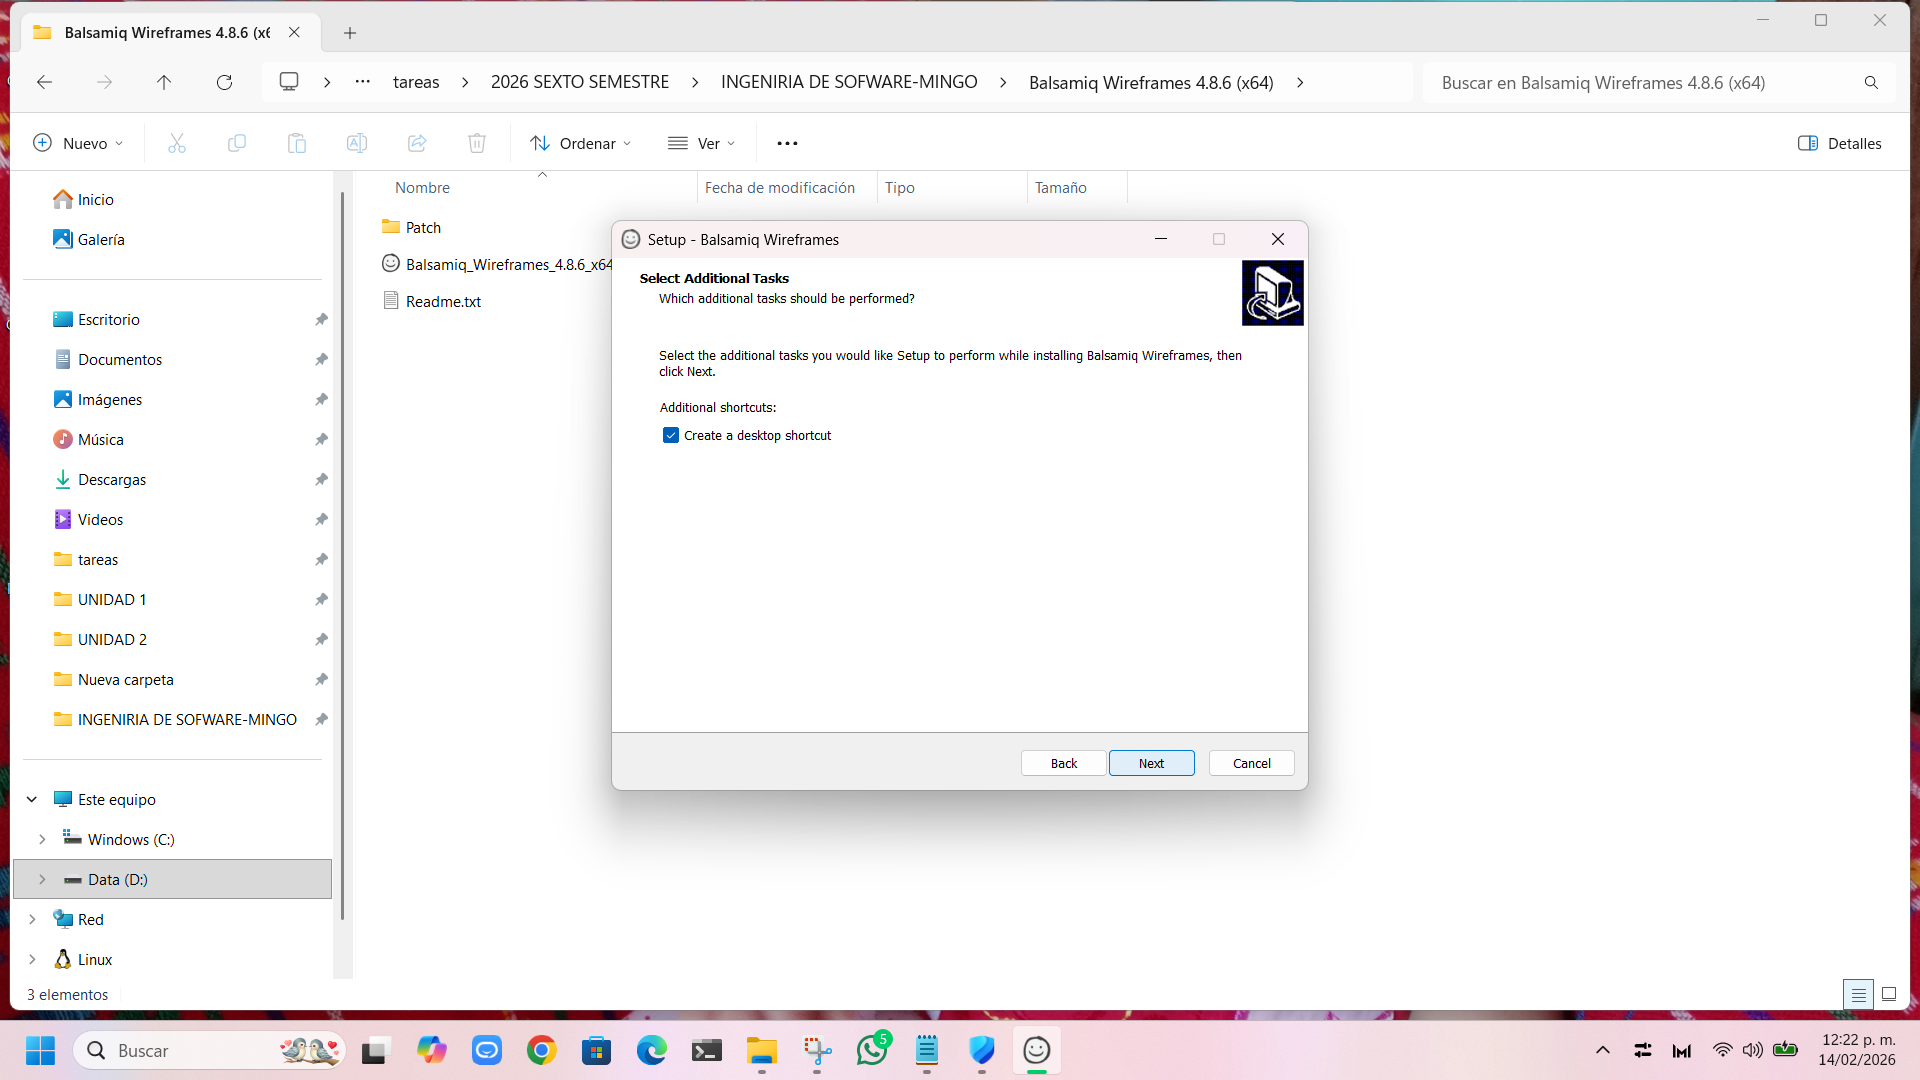 Balsamiq Wireframes 4.8.6 (x6
tareas
2026 SEXTO SEMESTRE
INGENIRIA DE SOFWARE-MINGO
Balsamiq Wireframes 4.8.6 (x64)
Buscar en Balsamiq Wireframes 4.8.6 (x64)
Nuevo
Ordenar
Ver
Detalles
Nombre
Fecha de modificación
Tipo
Tamaño
Inicio
Galería
Escritorio
Documentos
Imágenes
Música
Descargas
Videos
tareas
UNIDAD 1
UNIDAD 2
Nueva carpeta
INGENIRIA DE SOFWARE-MINGO
Este equipo
Windows (C:)
Data (D:)
Red
Linux
3 elementos
Patch
Balsamiq_Wireframes_4.8.6_x64
Readme.txt
Setup - Balsamiq Wireframes
Select Additional Tasks
Which additional tasks should be performed?
Select the additional tasks you would like Setup to perform while installing Balsamiq Wireframes, then
click Next.
Additional shortcuts:
Create a desktop shortcut
Back
Next
Cancel
Buscar
5
12:22 p. m.
14/02/2026